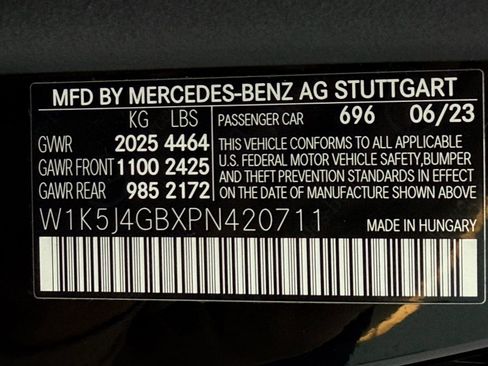 MFD BY MERCEDES-BENZ AG STUTTGART
KG LBS PASSENGER CAR 696 06/23
GVWR 2025 4464
GAWR FRONT 1100 2425
GAWR REAR 985 2172
THIS VEHICLE CONFORMS TO ALL APPLICABLE
U.S. FEDERAL MOTOR VEHICLE SAFETY,BUMPER
AND THEFT PREVENTION STANDARDS IN EFFECT
ON THE DATE OF MANUFACTURE SHOWN ABOVE
W1K5J4GBXPN420711 MADE IN HUNGARY